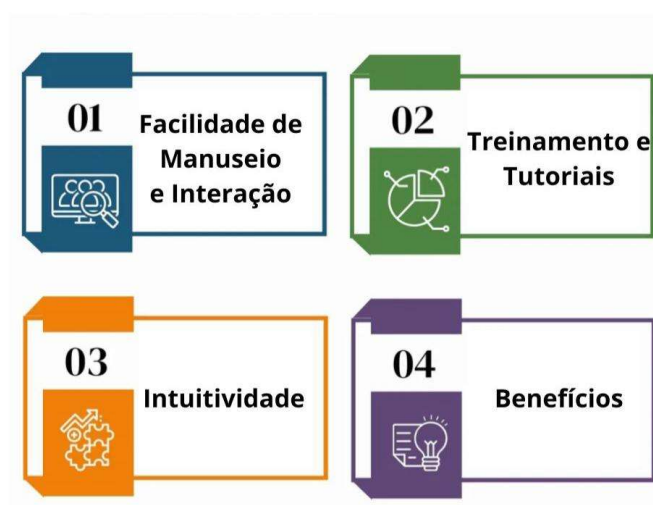 01
Facilidade de
Manuseio
e Interação
02
Treinamento e
Tutoriais
03
Intuitividade
04
Benefícios